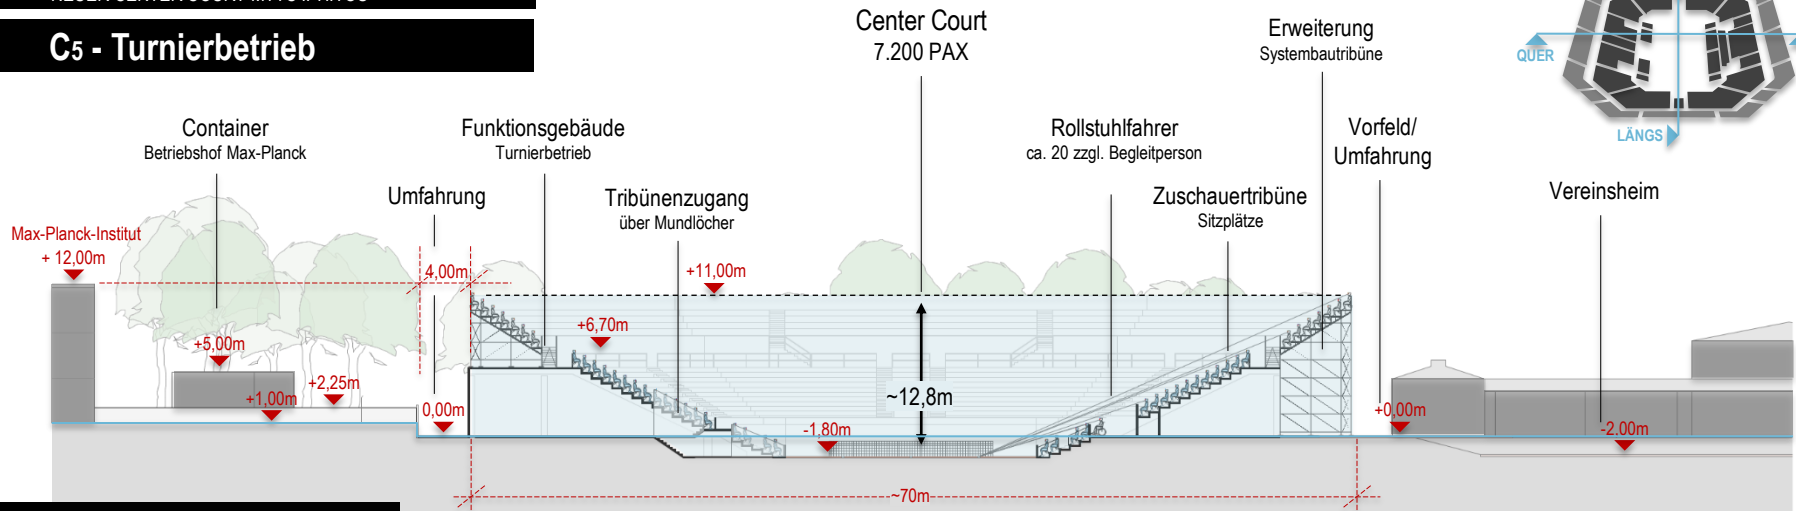 C5 - Turnierbetrieb
Center Court
7.200 PAX
Erweiterung
Systembautribüne
QUER
LÄNGS
Container
Betriebshof Max-Planck
Funktionsgebäude
Turnierbetrieb
Rollstuhlfahrer
ca. 20 zzgl. Begleitperson
Vorfeld/
Umfahrung
Umfahrung
Tribünenzugang
über Mundlöcher
Zuschauertribüne
Sitzplätze
Vereinsheim
Max-Planck-Institut
+ 12,00m
4,00m
+11,00m
+6,70m
+5,00m
+2,25m
+1,00m
0,00m
~12,8m
-1,80m
+0,00m
-2.00m
~70m